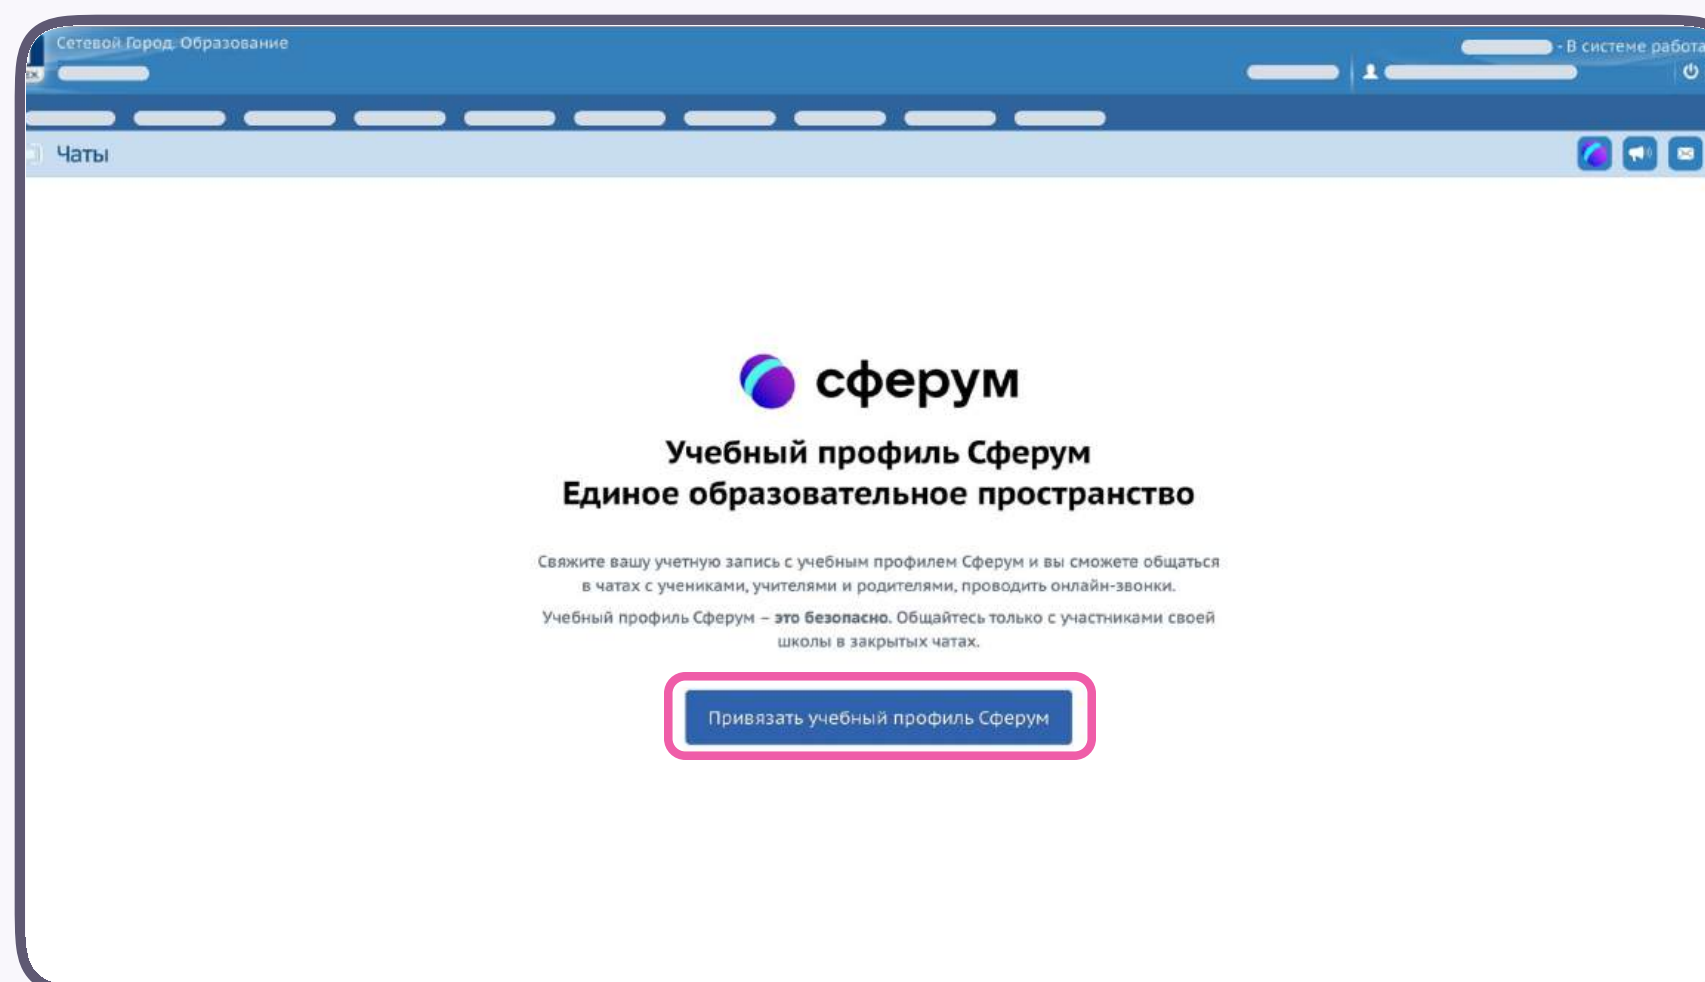 Сетевой Город. Образование
- В системе работа
Чаты
сферум
Учебный профиль Сферум
Единое образовательное пространство
Свяжите вашу учетную запись с учебным профилем Сферум и вы сможете общаться
в чатах с учениками, учителями и родителями, проводить онлайн-звонки.
Учебный профиль Сферум – это безопасно. Общайтесь только с участниками своей
школы в закрытых чатах.
Привязать учебный профиль Сферум